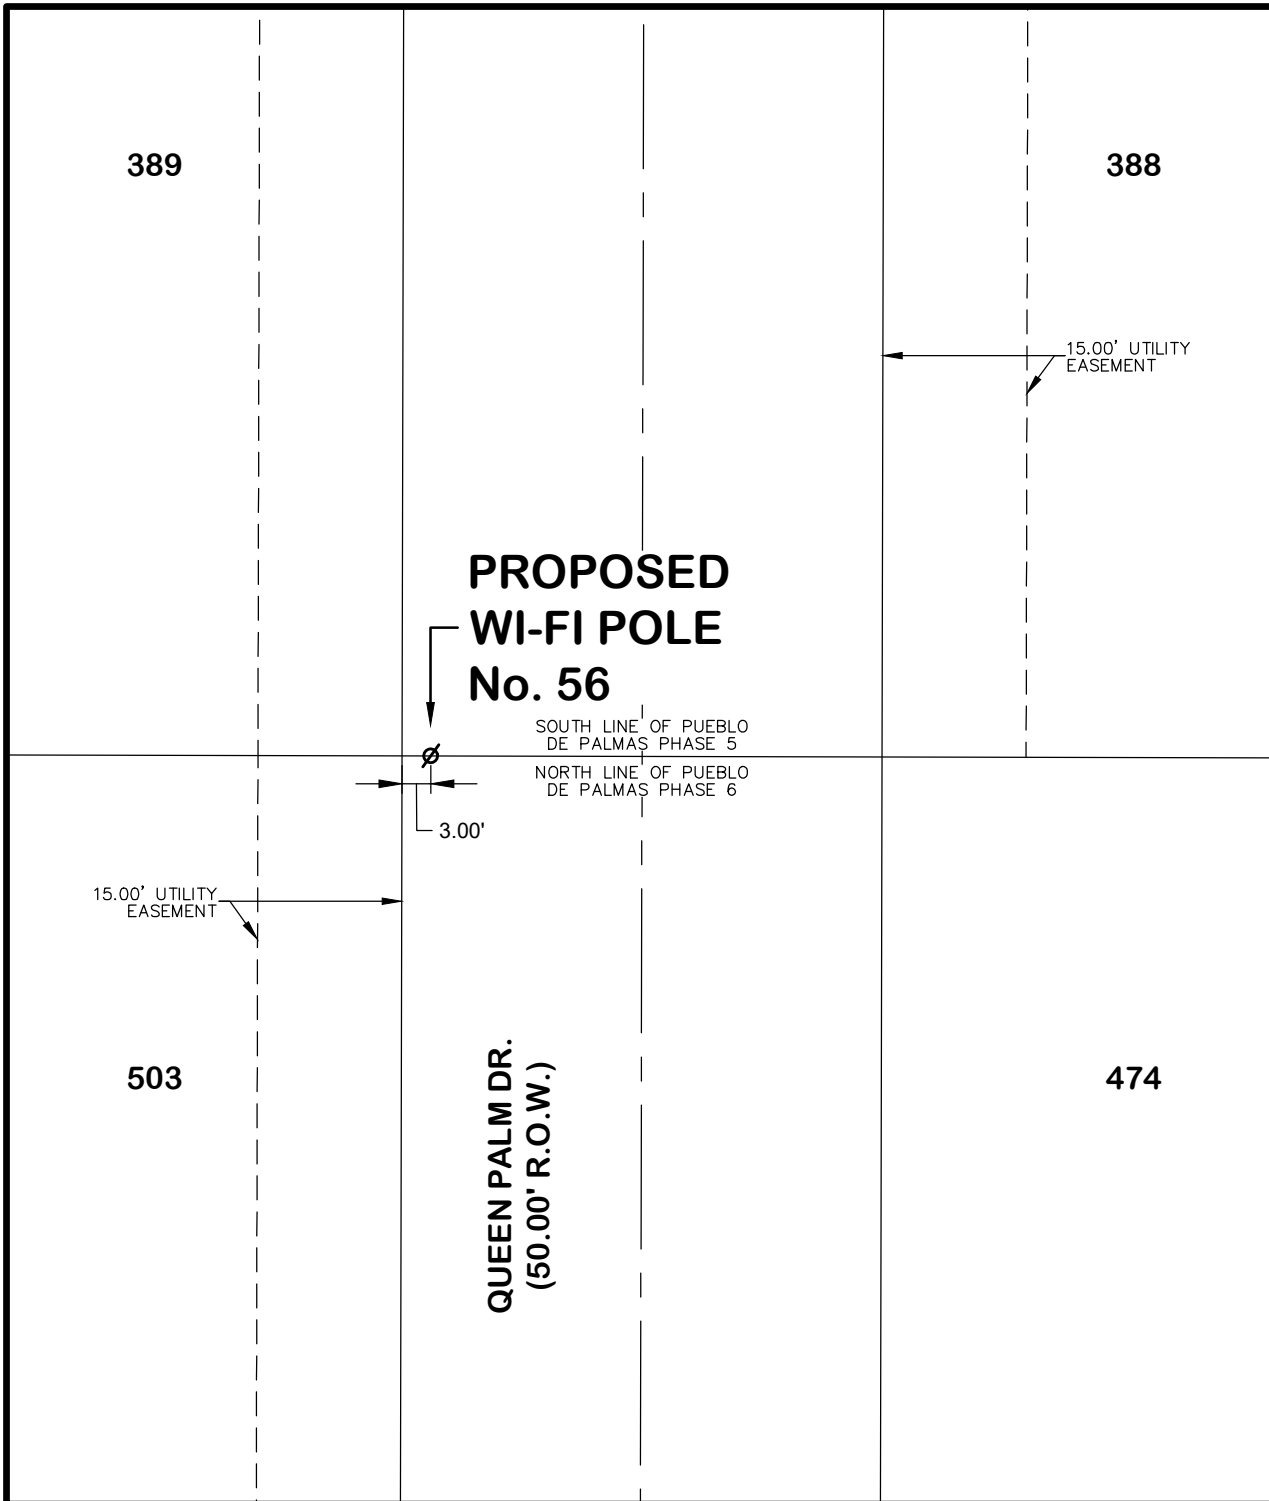 389
388
15.00' UTILITY
EASEMENT
PROPOSED
WI-FI POLE
No. 56
SOUTH LINE OF PUEBLO
DE PALMAS PHASE 5
NORTH LINE OF PUEBLO
DE PALMAS PHASE 6
3.00'
15.00' UTILITY
EASEMENT
503
474
QUEEN PALM DR.
(50.00' R.O.W.)